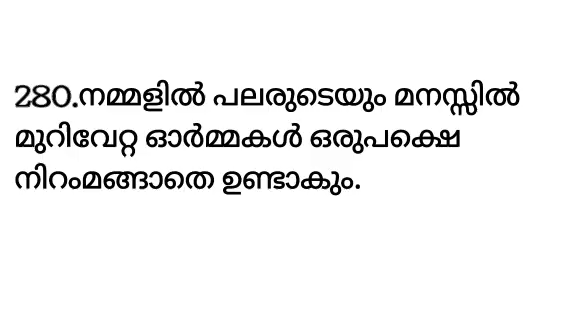 280.നമ്മളിൽ പലരുടെയും മനസ്സിൽ
മുറിവേറ്റ ഓർമ്മകൾ ഒരുപക്ഷെ
നിറംമങ്ങാതെ ഉണ്ടാകും.